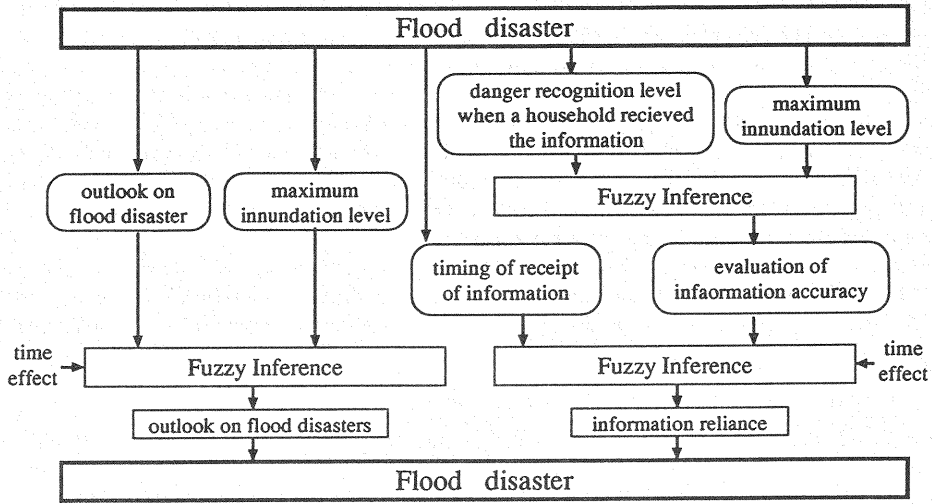 Flood disaster
danger recognition level
when a household recieved
the information
maximum
innundation level
outlook on
flood disaster
maximum
innundation level
Fuzzy Inference
timing of receipt
of information
evaluation of
infaormation accuracy
time
effect
Fuzzy Inference
Fuzzy Inference
time
effect
outlook on flood disasters
information reliance
Flood disaster